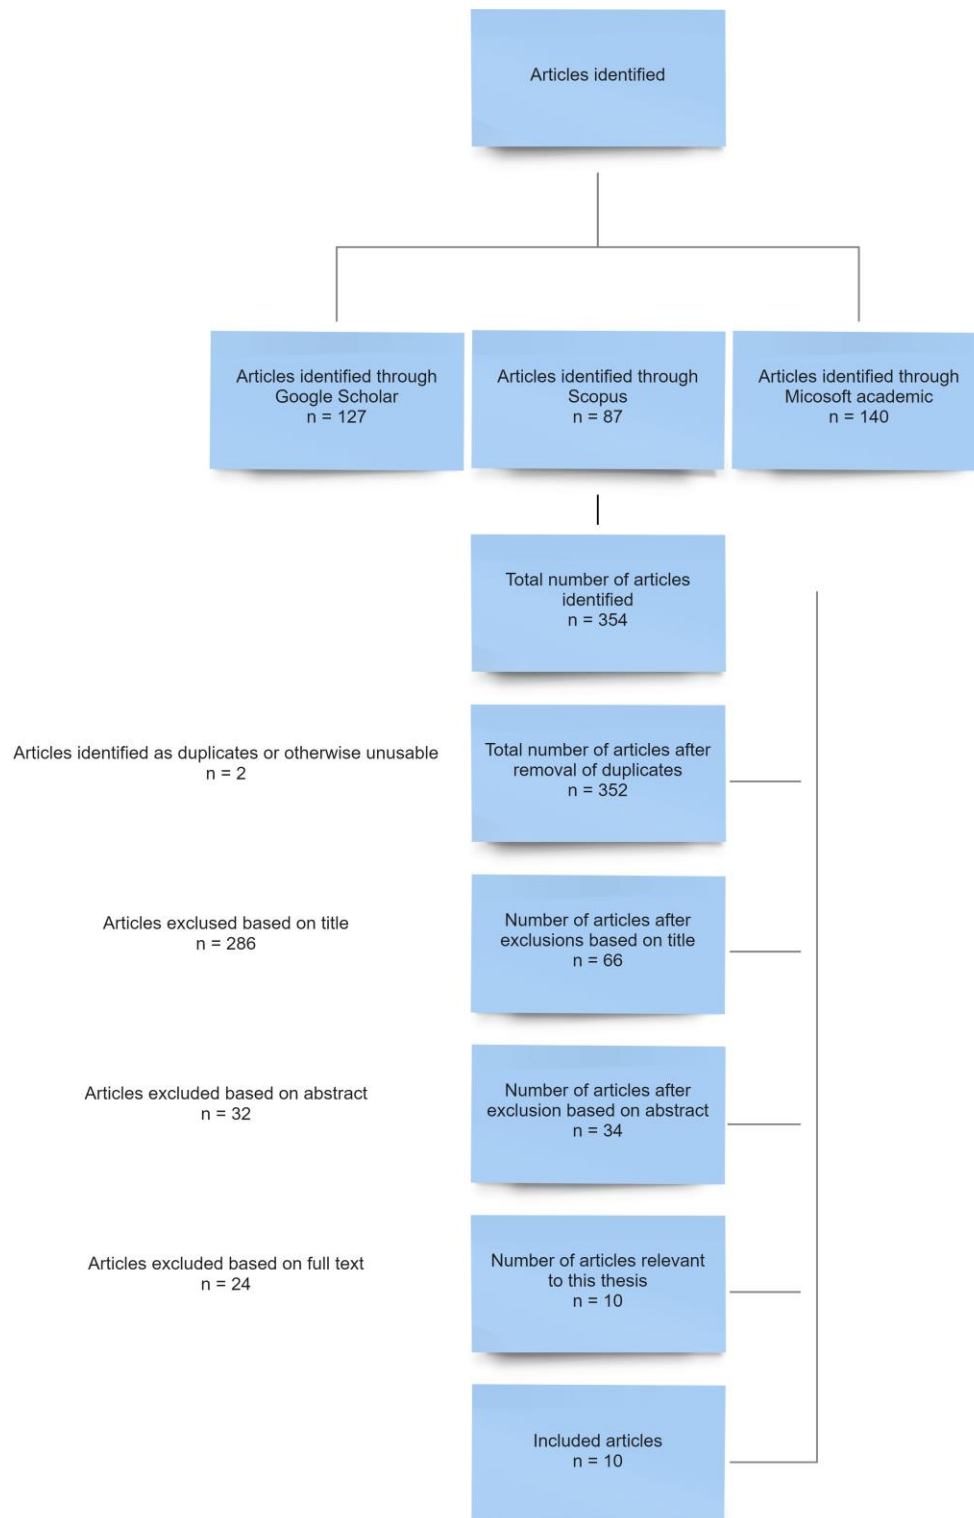 Articles identified
Articles identified through
Google Scholar
n = 127
Articles identified through
Scopus
n = 87
Articles identified through
Micosoft academic
n = 140
Total number of articles
identified
n = 354
Articles identified as duplicates or otherwise unusable
n = 2
Total number of articles after
removal of duplicates
n = 352
Articles exclused based on title
n = 286
Number of articles after
exclusions based on title
n = 66
Articles excluded based on abstract
n = 32
Number of articles after
exclusion based on abstract
n = 34
Articles excluded based on full text
n = 24
Number of articles relevant
to this thesis
n = 10
Included articles
n = 10